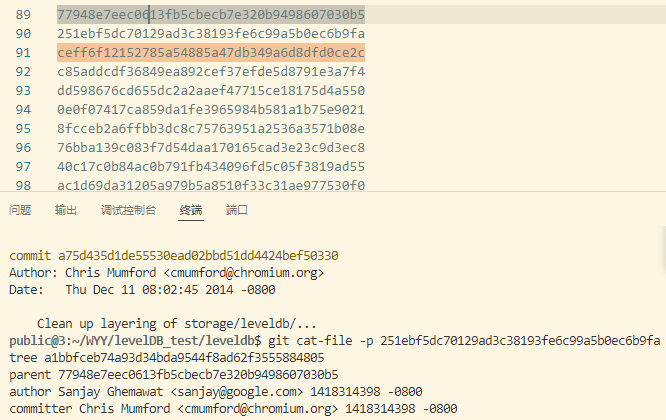 89 77948e7eec0613fb5cbecb7e320b9498607030b5
90 251ebf5dc70129ad3c38193fe6c99a5b0ec6b9fa
91 ceff6f12152785a54885a47db349a6d8dfd0ce2c
92 c85addcdf36849ea892cef37efde5d8791e3a7f4
93 dd598676cd655dc2a2aaef47715ce18175d4a550
94 0e0f07417ca859da1fe3965984b581a1b75e9021
95 8fcceb2a6ffbb3dc8c75763951a2536a3571b08e
96 76bba139c083f7d54daa170165cad3e23c9d3ec8
97 40c17c0b84ac0b791fb434096fd5c05f3819ad55
98 ac1d69da31205a979b5a8510f33c31ae977530f0
问题 输出 调试控制台 终端 端口
commit a75d435d1de55530ead02bbd51dd4424bef50330
Author: Chris Mumford <cmumford@chromium.org>
Date: Thu Dec 11 08:02:45 2014 -0800
Clean up layering of storage/leveldb/...
public@3:~/WYY/levelDB_test/leveldb$ git cat-file -p 251ebf5dc70129ad3c38193fe6c99a5b0ec6b9fa
tree a1bbfceb74a93d34bda9544f8ad62f3555884805
parent 77948e7eec0613fb5cbecb7e320b9498607030b5
author Sanjay Ghemawat <sanjay@google.com> 1418314398 -0800
committer Chris Mumford <cmumford@chromium.org> 1418314398 -0800